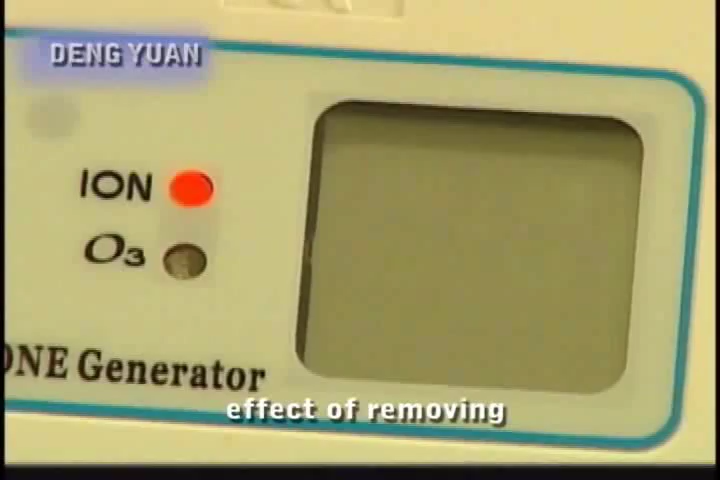 DENG YUAN
ION
O3
ONE Generator
effect of removing